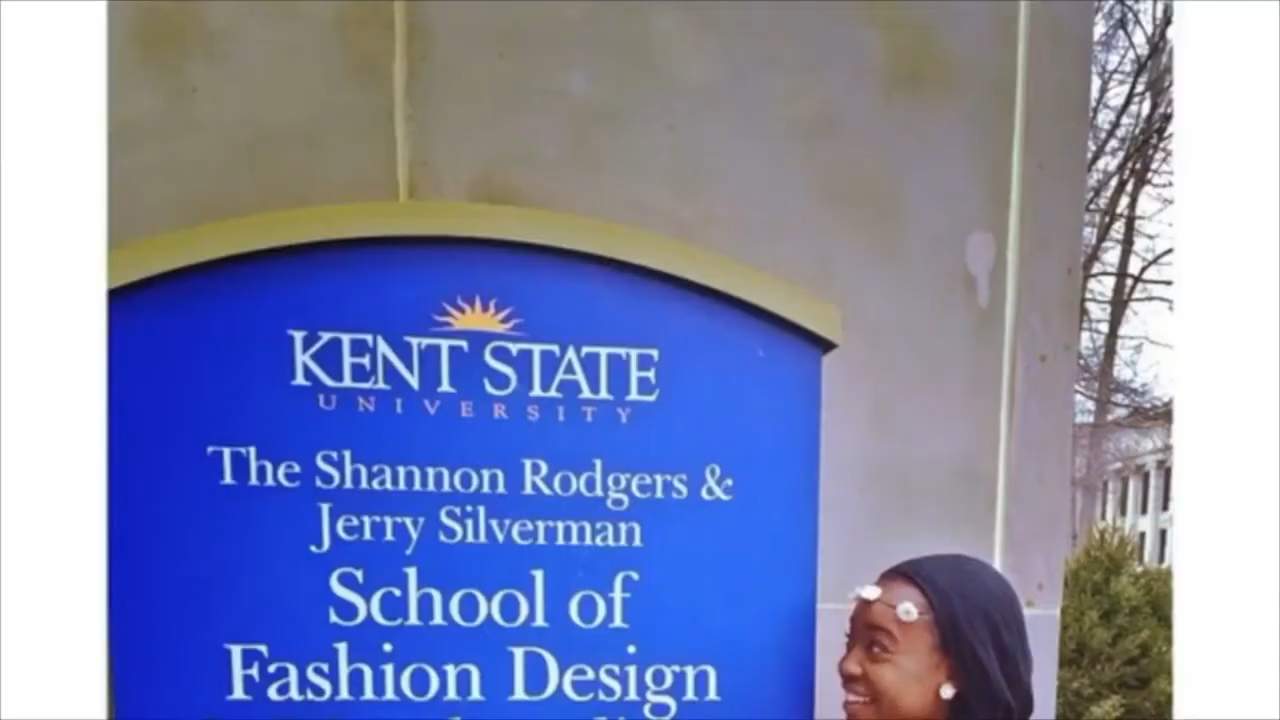 KENT STATE
UNIVERSITY
The Shannon Rodgers &
Jerry Silverman
School of
Fashion Design